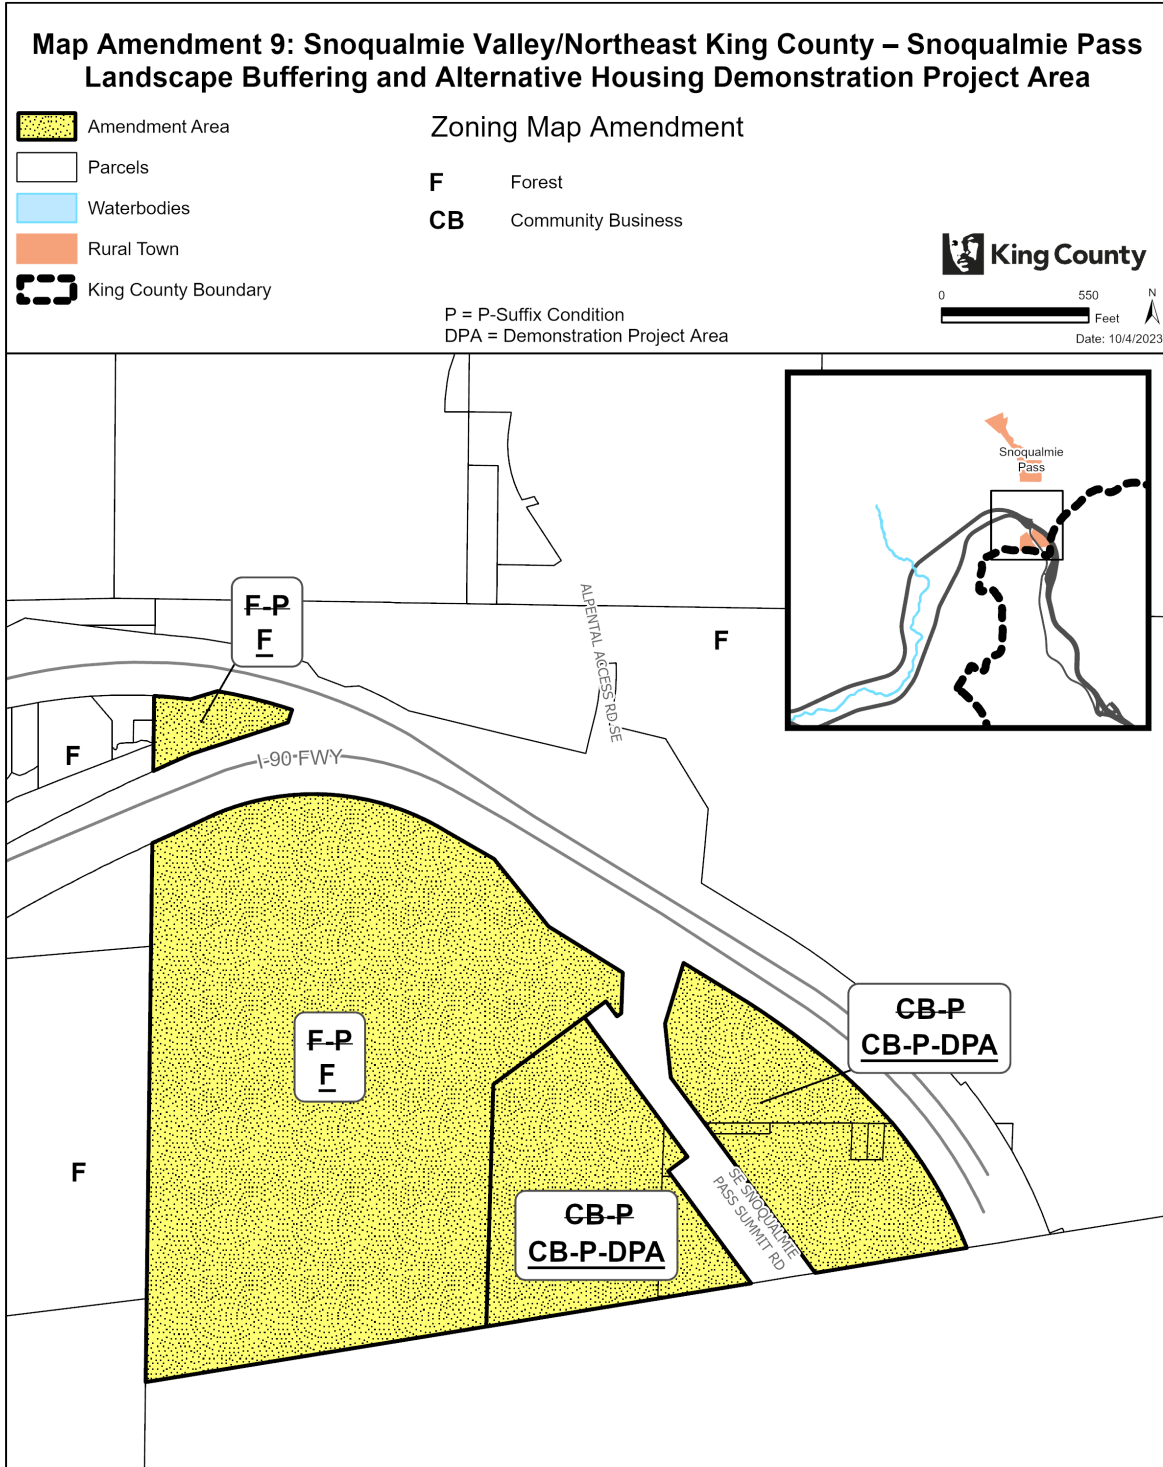 Map Amendment 9: Snoqualmie Valley/Northeast King County – Snoqualmie Pass
Landscape Buffering and Alternative Housing Demonstration Project Area
Amendment Area
Parcels
Waterbodies
Rural Town
King County Boundary
Zoning Map Amendment
F Forest
CB Community Business
P = P-Suffix Condition
DPA = Demonstration Project Area
King County
0 550
Feet
N
Date: 10/4/2023
Snoqualmie
Pass
F-P
F
ALPENTAL ACCESS RD SE
F
F
I-90 FWY
CB-P
CB-P-DPA
F-P
F
F
SE SNOQUALMIE
PASS SUMMIT RD
CB-P
CB-P-DPA